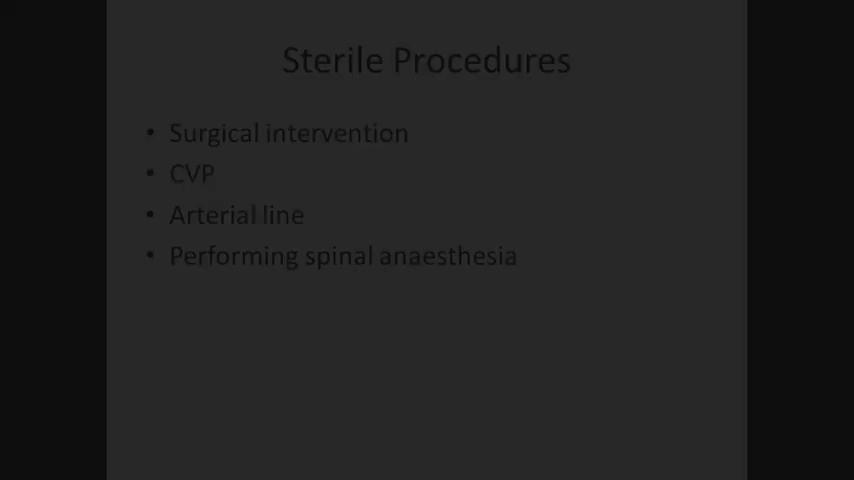 Sterile Procedures
• Surgical intervention
• CVP
• Arterial line
• Performing spinal anaesthesia